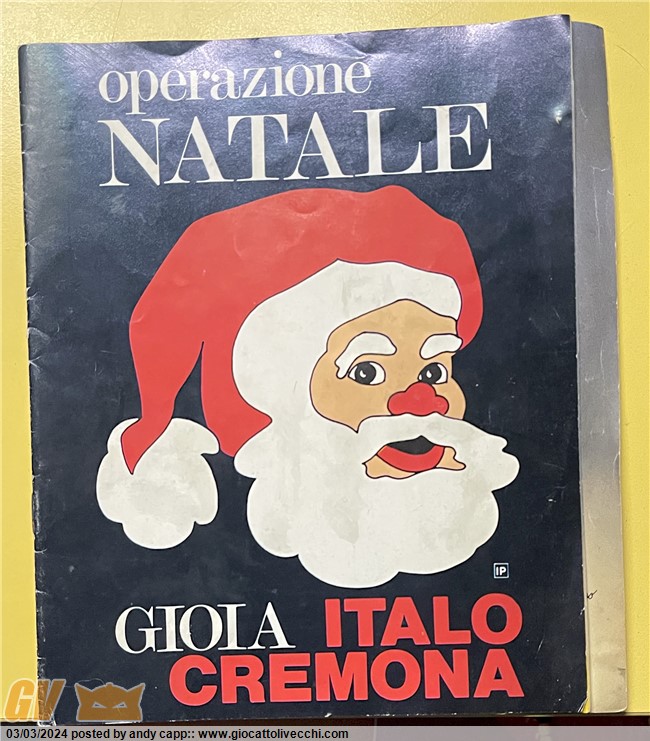 operazione
NATALE
IP
GIOIA ITALO
CREMONA
GV
03/03/2024 posted by andy capp:: www.giocattolivecchi.com